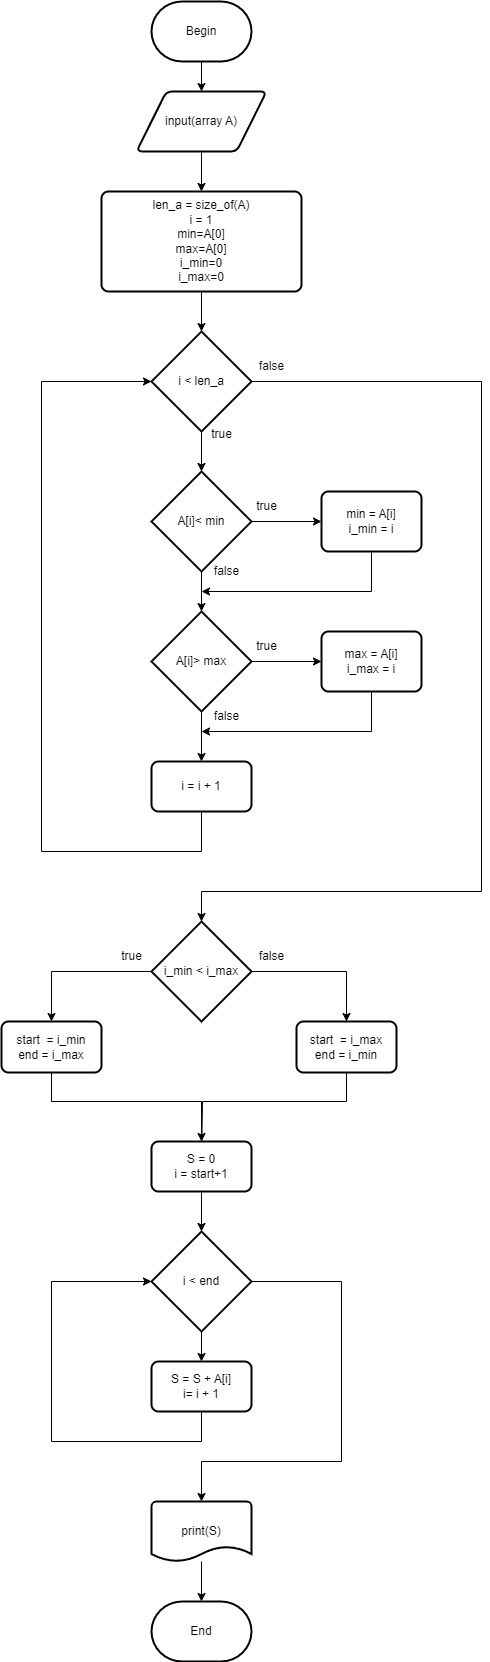 Begin
input(array A)
len_a = size_of(A)
i = 1
min=A[0]
max=A[0]
i_min=0
i_max=0
i < len_a
false
true
A[i]< min
true
min = A[i]
i_min = i
false
A[i]> max
true
max = A[i]
i_max = i
false
i = i + 1
i_min < i_max
true
false
start  = i_min
end = i_max
start  = i_max
end = i_min
S = 0
i = start+1
i < end
S = S + A[i]
i= i + 1
print(S)
End